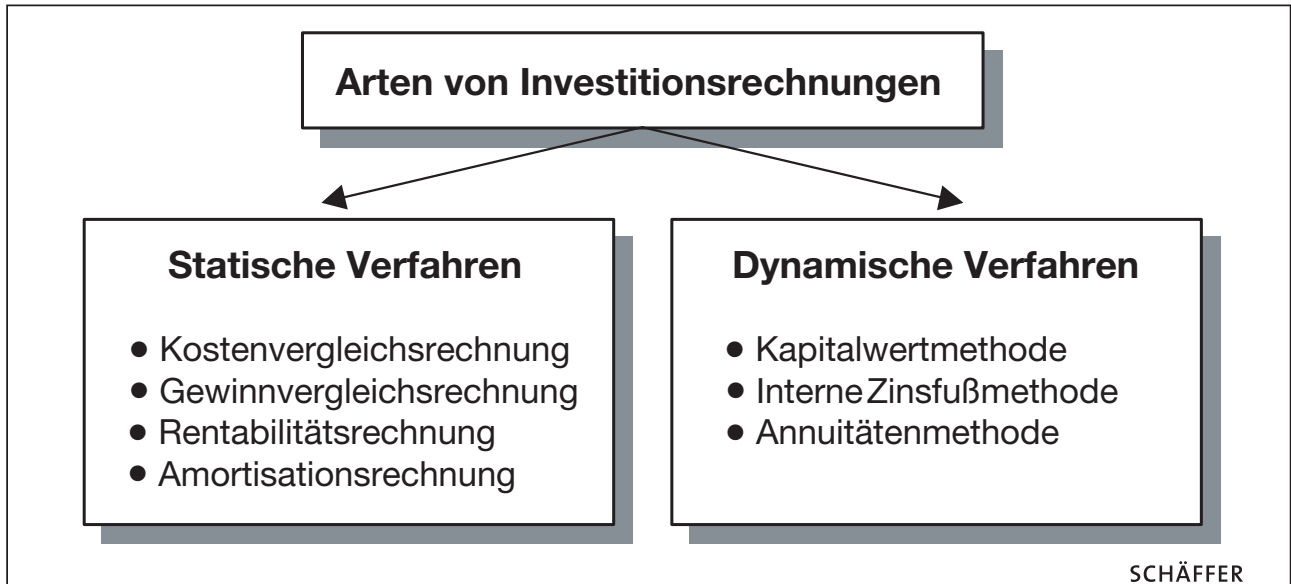 Arten von Investitionsrechnungen
Statische Verfahren
● Kostenvergleichsrechnung
● Gewinnvergleichsrechnung
● Rentabilitätsrechnung
● Amortisationsrechnung
Dynamische Verfahren
● Kapitalwertmethode
● Interne Zinsfußmethode
● Annuitätenmethode
SCHÄFFER